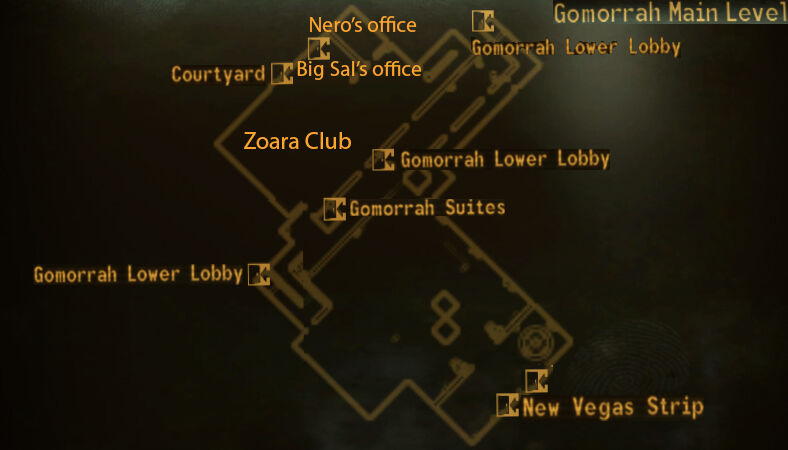 Gomorrah Main Level
Nero's office
Gomorrah Lower Lobby
Big Sal's office
Courtyard
Zoara Club
Gomorrah Lower Lobby
Gomorrah Suites
Gomorrah Lower Lobby
New Vegas Strip